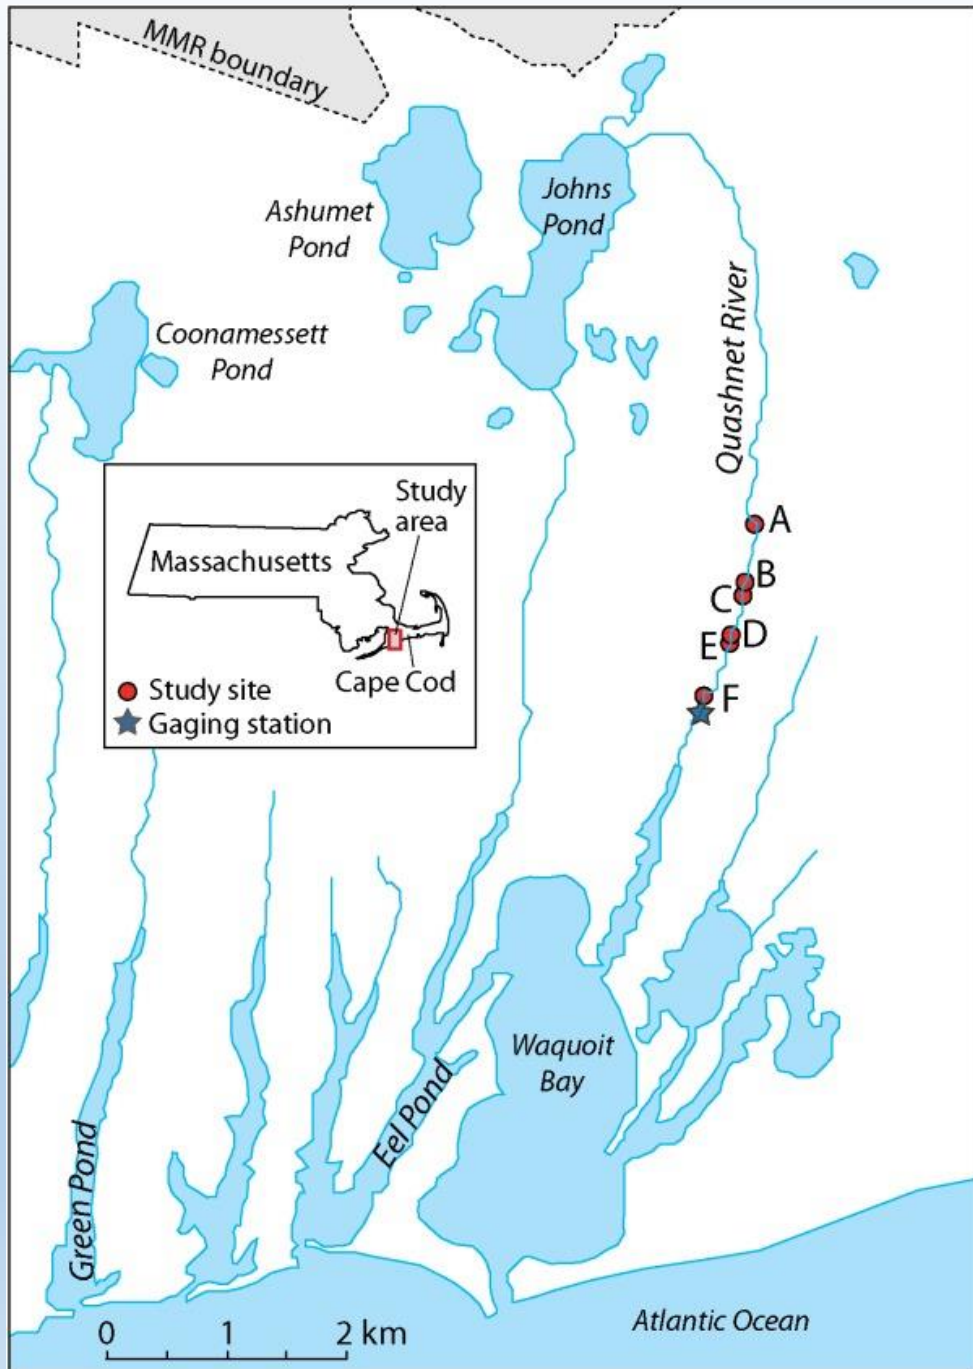 MMR boundary
Johns
Pond
Ashumet
Pond
Quashnet River
Coonamessett
Pond
Study
area
Massachusetts
Cape Cod
Study site
Gaging station
A
B
C
D
E
F
Waquoit
Bay
Eel Pond
Green Pond
Atlantic Ocean
0 1 2 km